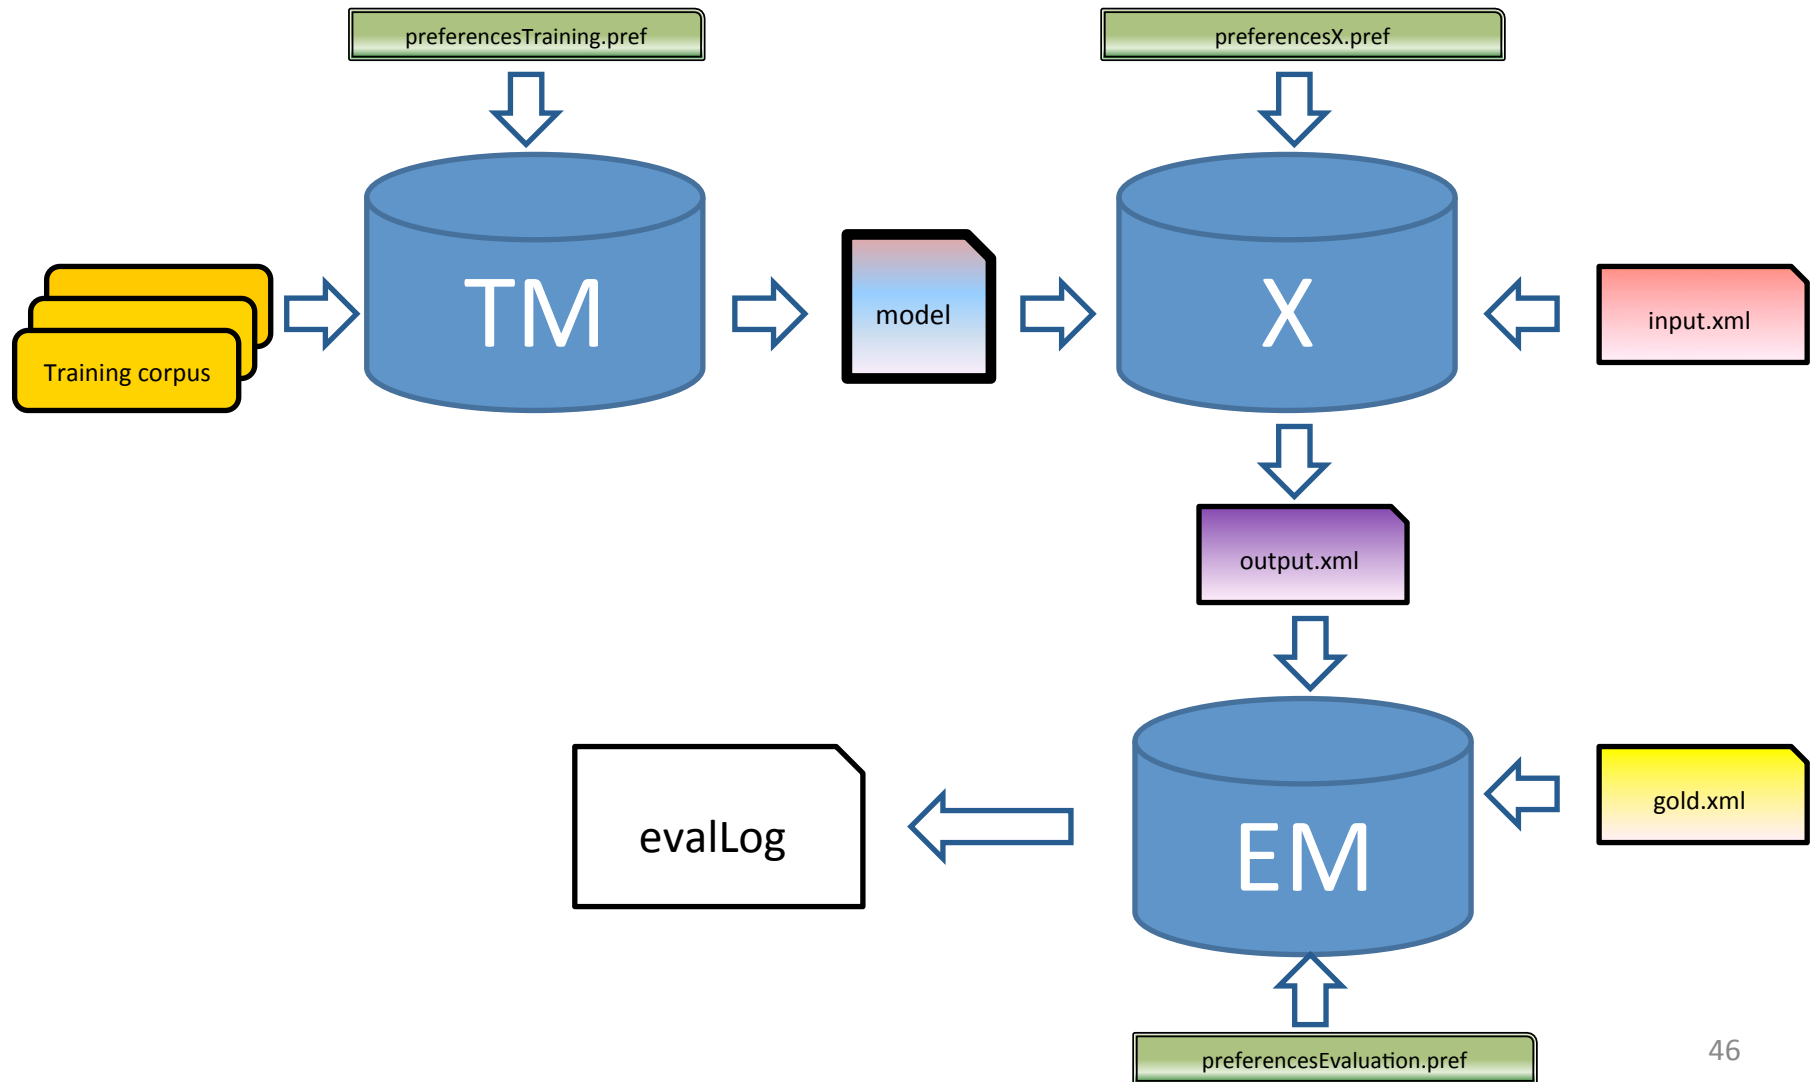 preferencesTraining.pref
preferencesX.pref
Training corpus
TM
model
X
input.xml
output.xml
evalLog
EM
gold.xml
preferencesEvaluation.pref
46